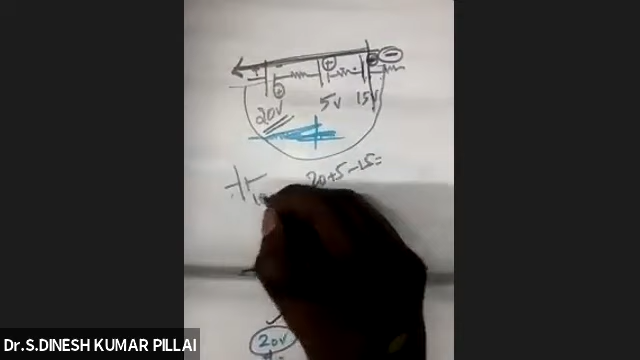 + + −
+
20V 5V 15V
20+5-15=
20V
Dr.S.DINESH KUMAR PILLAI